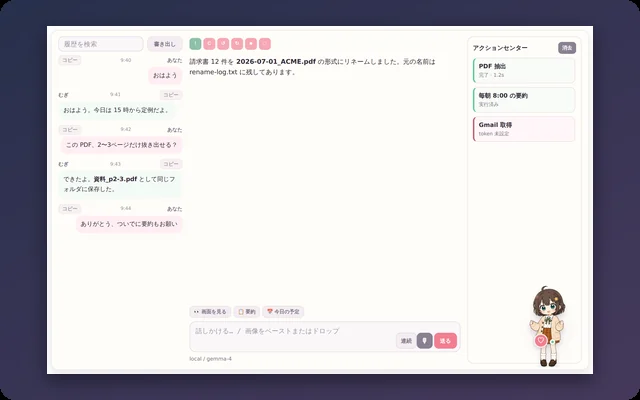 履歴を検索
書き出し
コピー 9:40 あなた
おはよう
むぎ 9:41 コピー
おはよう。今日は 15 時から定例だよ。
コピー 9:42 あなた
この PDF、2〜3ページだけ抜き出せる？
むぎ 9:43 コピー
できたよ。資料_p2-3.pdf として同じフ
ォルダに保存した。
コピー 9:44 あなた
ありがとう、ついでに要約もお願い
請求書 12 件を 2026-07-01_ACME.pdf の形式にリネームしました。元の名前は
rename-log.txt に残してあります。
画面を見る
要約
今日の予定
話しかける… / 画像をペーストまたはドロップ
連続
送る
local / gemma-4
アクションセンター
消去
PDF 抽出
完了 · 1.2s
毎朝 8:00 の要約
実行済み
Gmail 取得
token 未設定